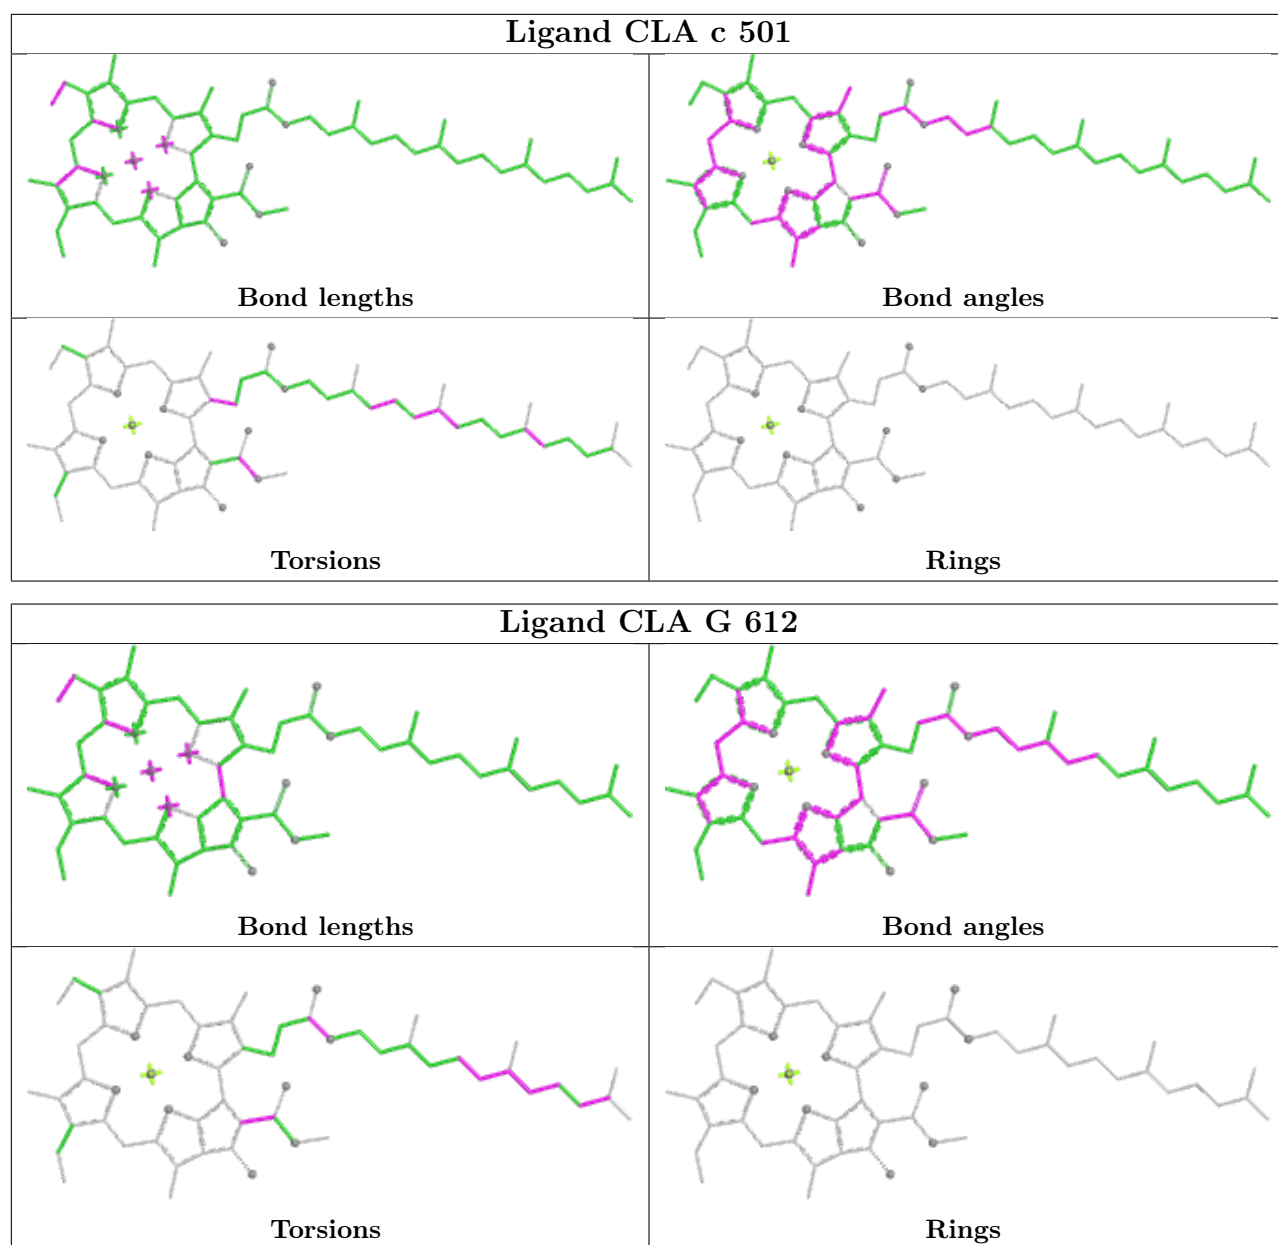 Ligand CLA c 501
Bond lengths
Bond angles
Torsions
Rings
Ligand CLA G 612
Bond lengths
Bond angles
Torsions
Rings